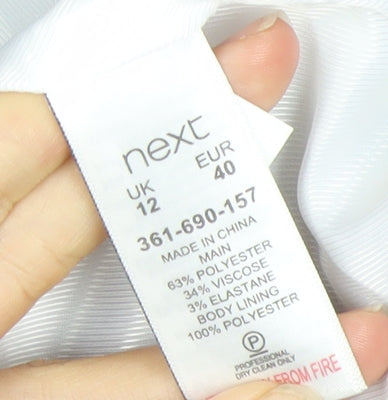 next
UK EUR
12 40
361-690-157
MADE IN CHINA
MAIN
63% POLYESTER
34% VISCOSE
3% ELASTANE
BODY LINING
100% POLYESTER
P
PROFESSIONAL
DRY CLEAN ONLY
FROM FIRE